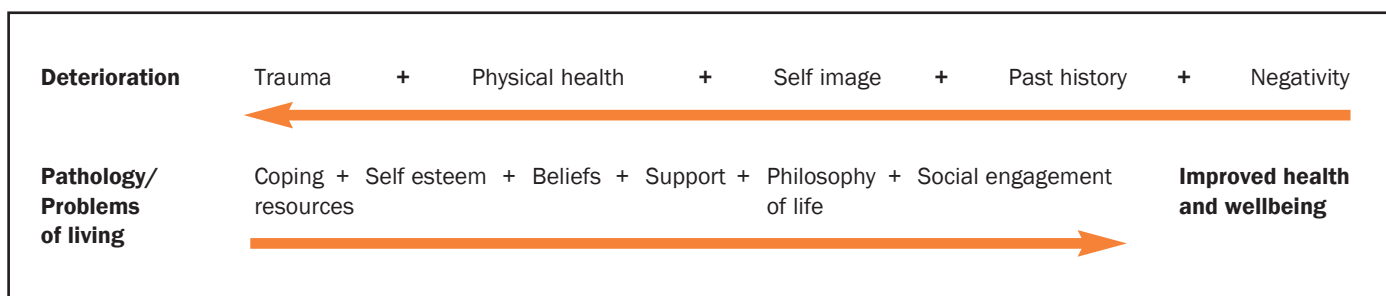 Deterioration Trauma + Physical health + Self image + Past history + Negativity
Pathology/ Coping + Self esteem + Beliefs + Support + Philosophy + Social engagement Improved health
Problems resources of life and wellbeing
of living